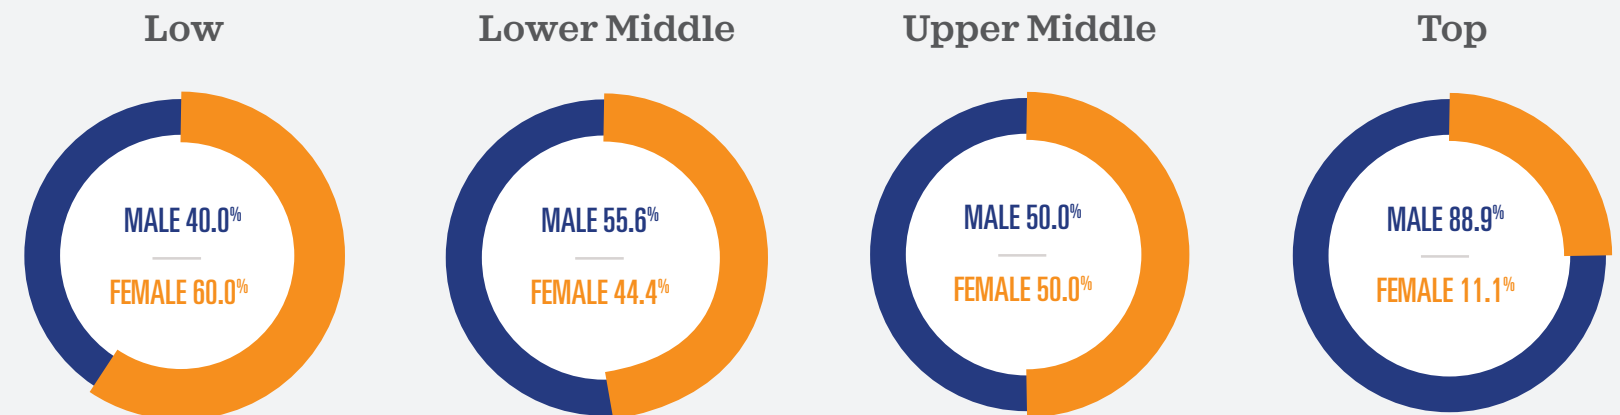 Low
Lower Middle
Upper Middle
Top
MALE 40.0%
FEMALE 60.0%
MALE 55.6%
FEMALE 44.4%
MALE 50.0%
FEMALE 50.0%
MALE 88.9%
FEMALE 11.1%